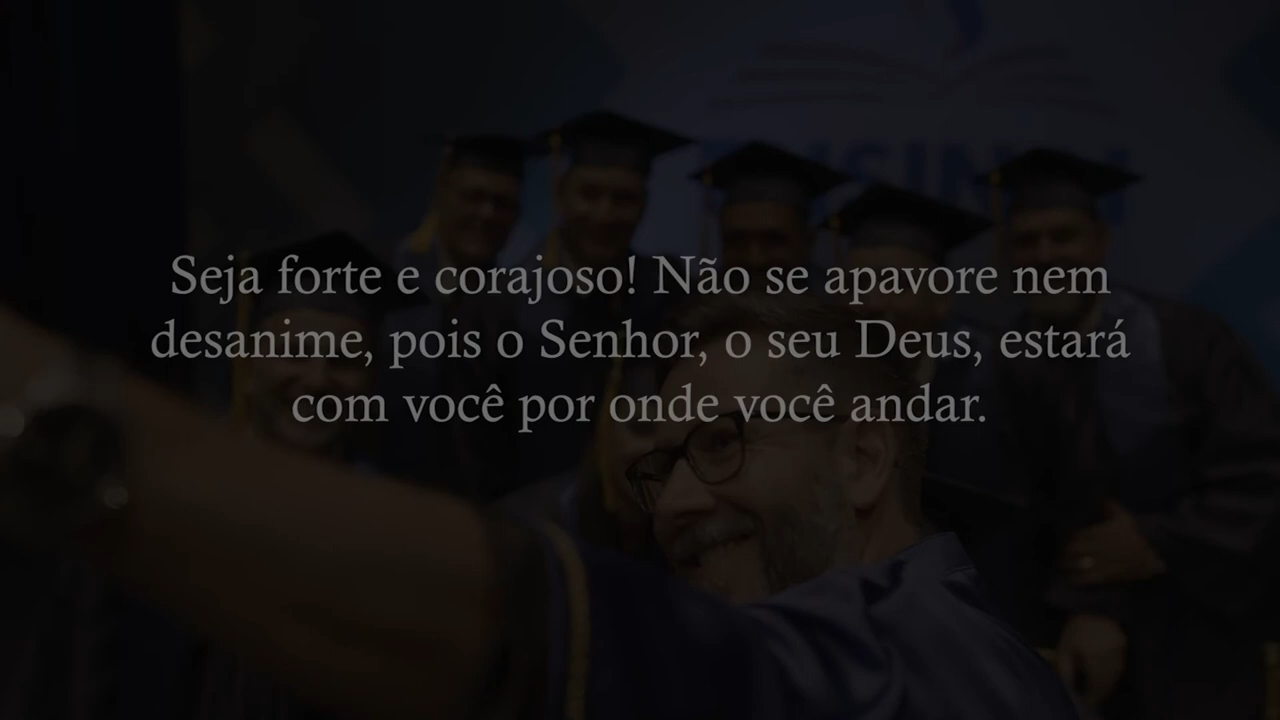 Seja forte e corajoso! Não se apavore nem
desanime, pois o Senhor, o seu Deus, estará
com você por onde você andar.